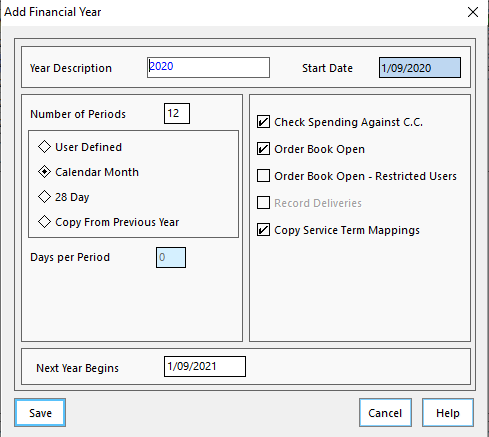 Add Financial Year
Year Description 2020 Start Date 1/09/2020
Number of Periods 12
User Defined
Calendar Month
28 Day
Copy From Previous Year
Days per Period 0
Check Spending Against C.C.
Order Book Open
Order Book Open - Restricted Users
Record Deliveries
Copy Service Term Mappings
Next Year Begins 1/09/2021
Save Cancel Help